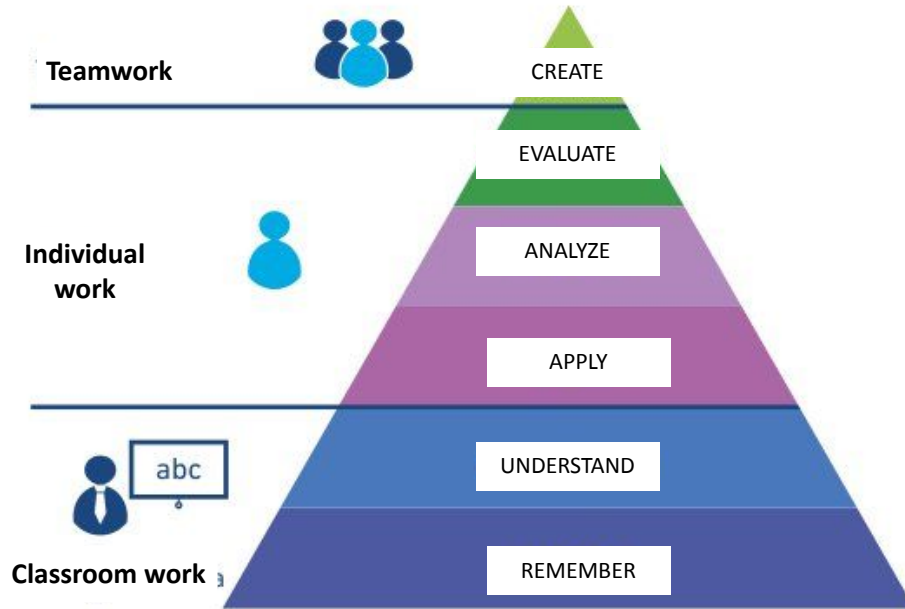 Teamwork
CREATE
EVALUATE
Individual
work
ANALYZE
APPLY
abc
UNDERSTAND
Classroom work
REMEMBER